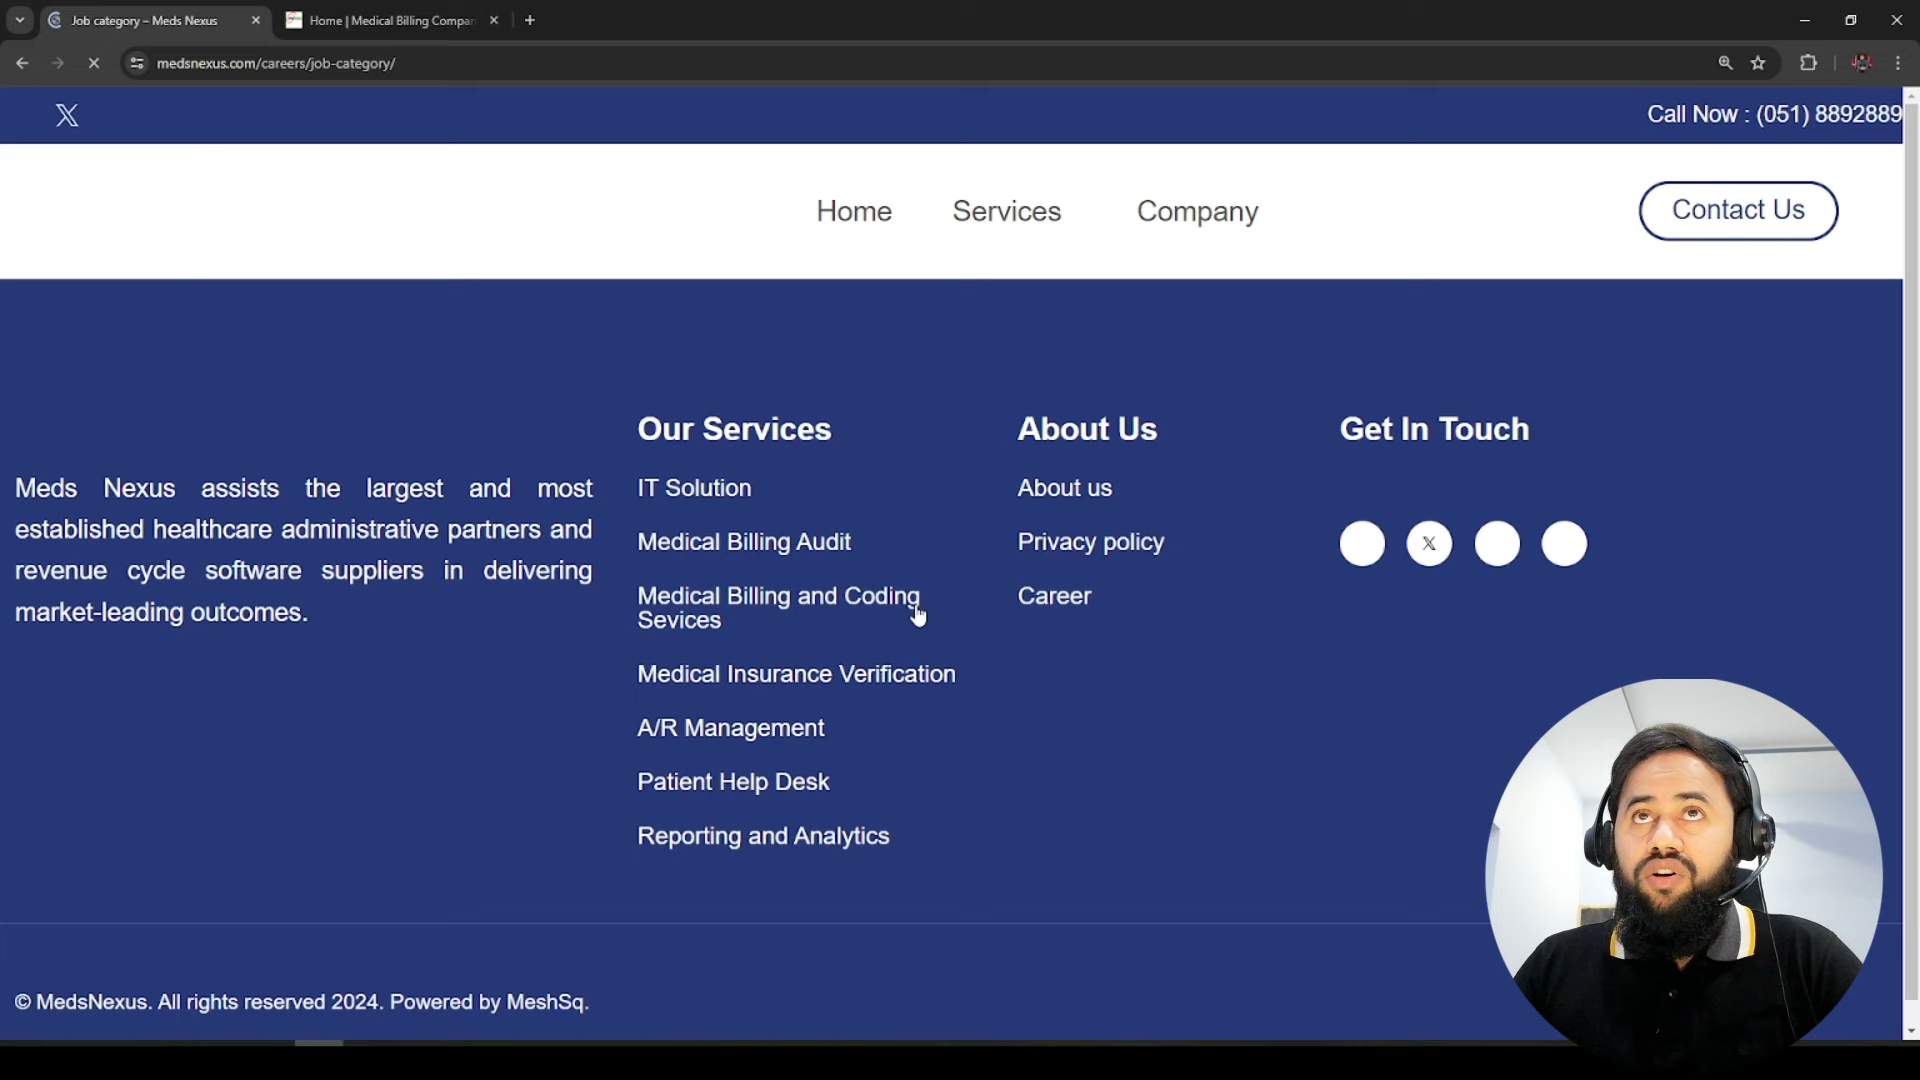 Job category – Meds Nexus
Home | Medical Billing Compan
medsnexus.com/careers/job-category/
Call Now : (051) 8892889
Home
Services
Company
Contact Us
Meds Nexus assists the largest and most
established healthcare administrative partners and
revenue cycle software suppliers in delivering
market-leading outcomes.
Our Services
IT Solution
Medical Billing Audit
Medical Billing and Coding
Sevices
Medical Insurance Verification
A/R Management
Patient Help Desk
Reporting and Analytics
About Us
About us
Privacy policy
Career
Get In Touch
© MedsNexus. All rights reserved 2024. Powered by MeshSq.